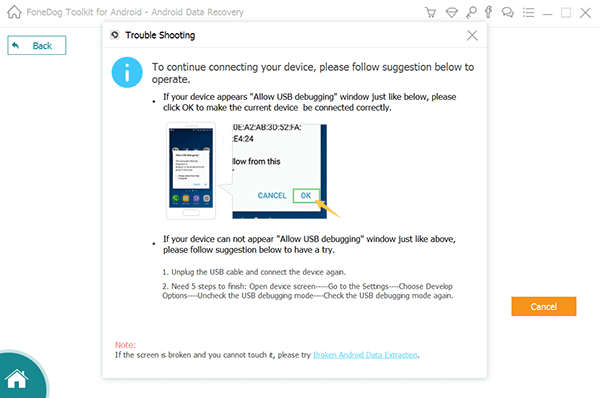 FoneDog Toolkit for Android - Android Data Recovery
Back
Trouble Shooting
To continue connecting your device, please follow suggestion below to
operate.
If your device appears "Allow USB debugging" window just like below, please
click OK to make the current device be connected correctly.
0E:A2:AB:3D:52:FA:
:E4:24
llow from this
CANCEL OK
If your device can not appear "Allow USB debugging" window just like above,
please follow suggestion below to have a try.
1. Unplug the USB cable and connect the device again.
2. Need 5 steps to finish: Open device screen-----Go to the Settings----Choose Develop
Options----Uncheck the USB debugging mode----Check the USB debugging mode again.
Cancel
Note:
If the screen is broken and you cannot touch it, please try Broken Android Data Extraction.